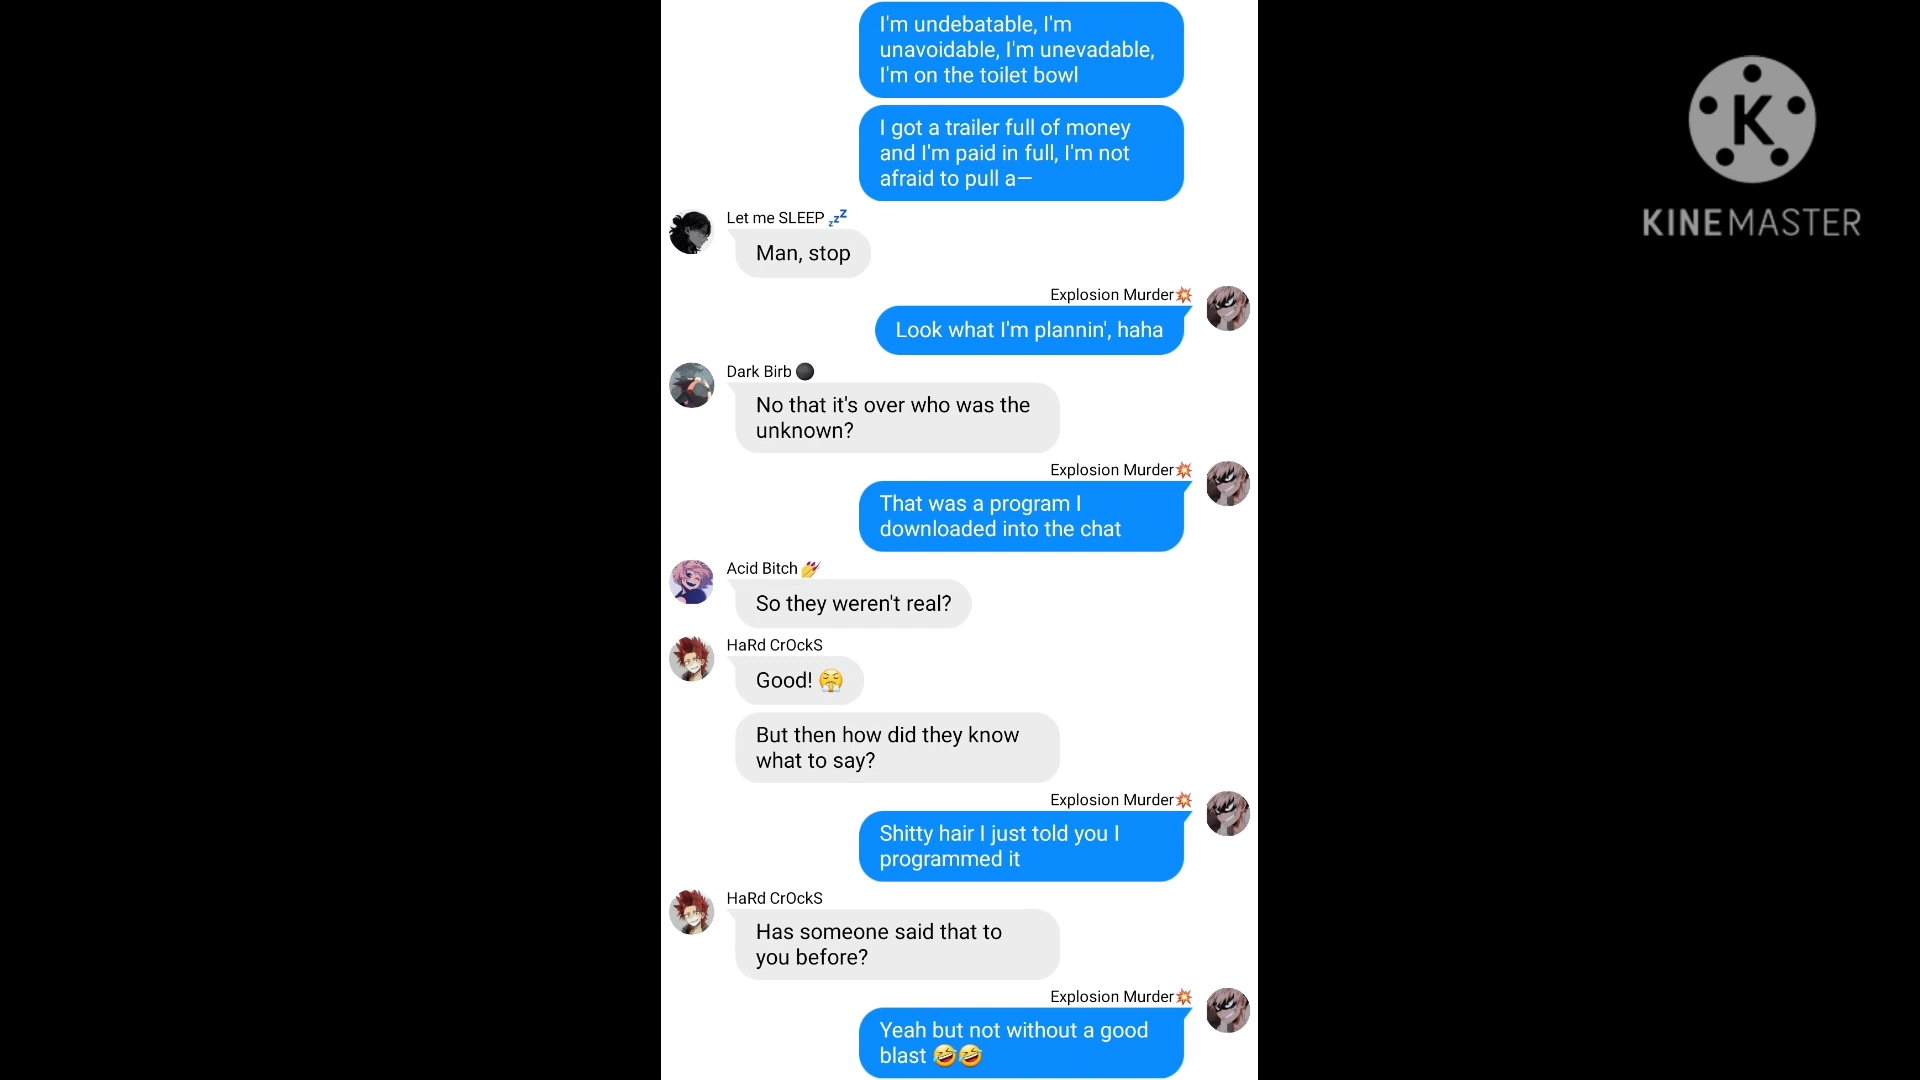 I'm undebatable, I'm
unavoidable, I'm unevadable,
I'm on the toilet bowl
I got a trailer full of money
and I'm paid in full, I'm not
afraid to pull a—
Let me SLEEP 💤
Man, stop
Explosion Murder💥
Look what I'm plannin', haha
Dark Birb ⚫
No that it's over who was the
unknown?
Explosion Murder💥
That was a program I
downloaded into the chat
Acid Bitch 💅
So they weren't real?
HaRd CrOckS
Good! 😤
But then how did they know
what to say?
Explosion Murder💥
Shitty hair I just told you I
programmed it
HaRd CrOckS
Has someone said that to
you before?
Explosion Murder💥
Yeah but not without a good
blast 🤣🤣
K
KINEMASTER